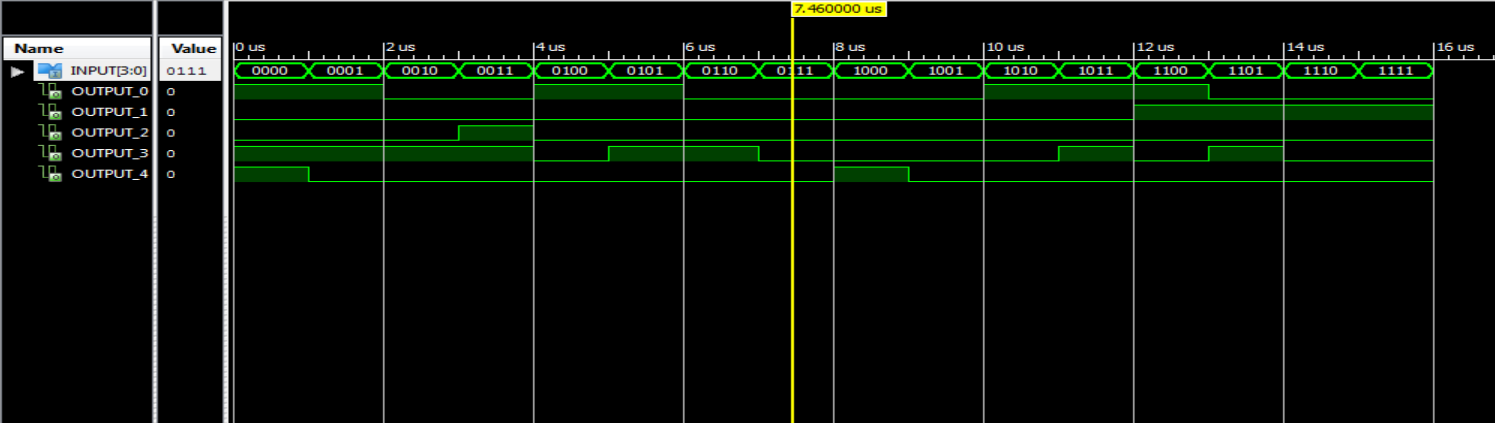 7.460000 us
Name Value 0 us 2 us 4 us 6 us 8 us 10 us 12 us 14 us 16 us
INPUT[3:0] 0111 0000 0001 0010 0011 0100 0101 0110 0111 1000 1001 1010 1011 1100 1101 1110 1111
OUTPUT_0 0
OUTPUT_1 0
OUTPUT_2 0
OUTPUT_3 0
OUTPUT_4 0